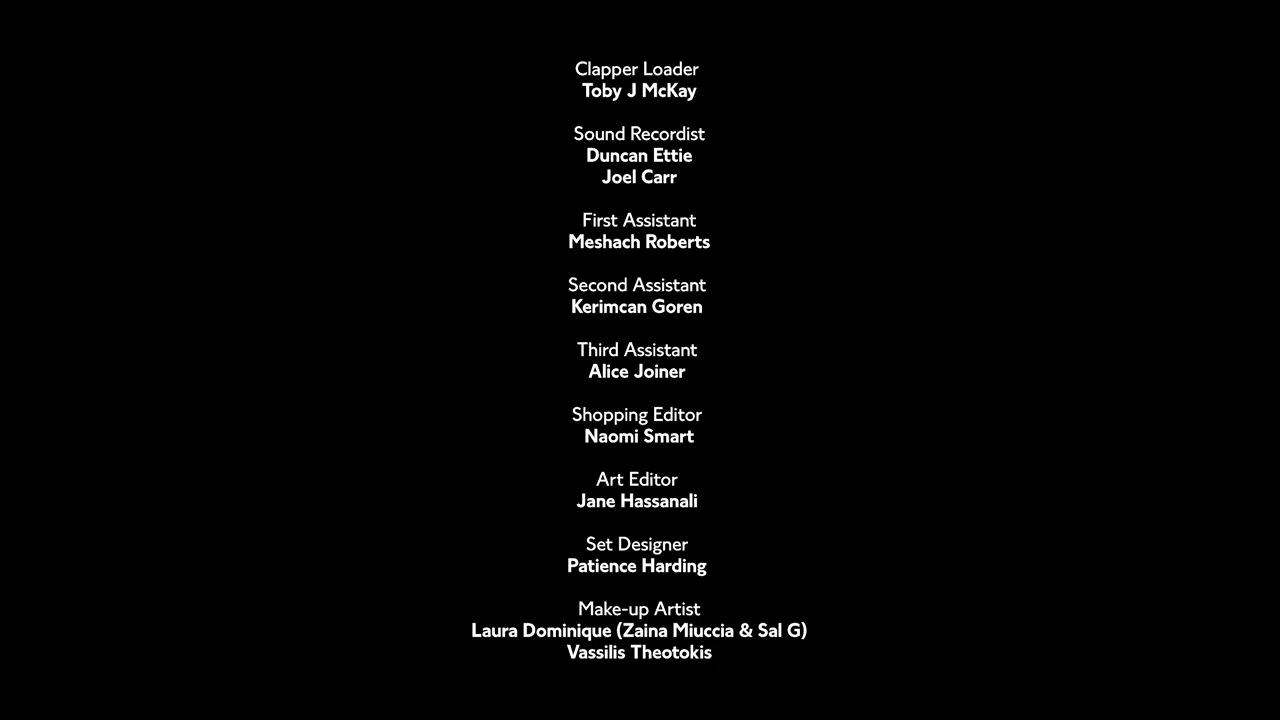 Clapper Loader
Toby J McKay
Sound Recordist
Duncan Ettie
Joel Carr
First Assistant
Meshach Roberts
Second Assistant
Kerimcan Goren
Third Assistant
Alice Joiner
Shopping Editor
Naomi Smart
Art Editor
Jane Hassanali
Set Designer
Patience Harding
Make-up Artist
Laura Dominique (Zaina Miuccia & Sal G)
Vassilis Theotokis